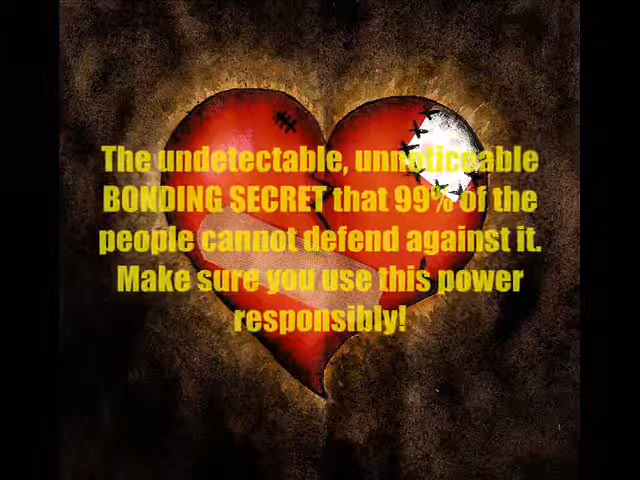 The undetectable, unnoticeable
BONDING SECRET that 99% of the
people cannot defend against it.
Make sure you use this power
responsibly!